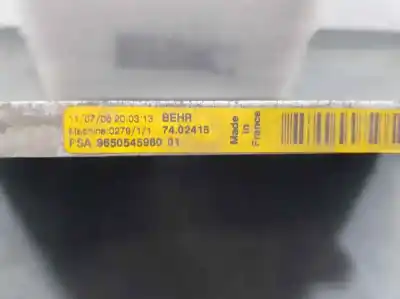 11/07/06 20:03:13 BEHR
Machine:0279/1/1 74.02415
PSA 9650545980 01
Made
in
France